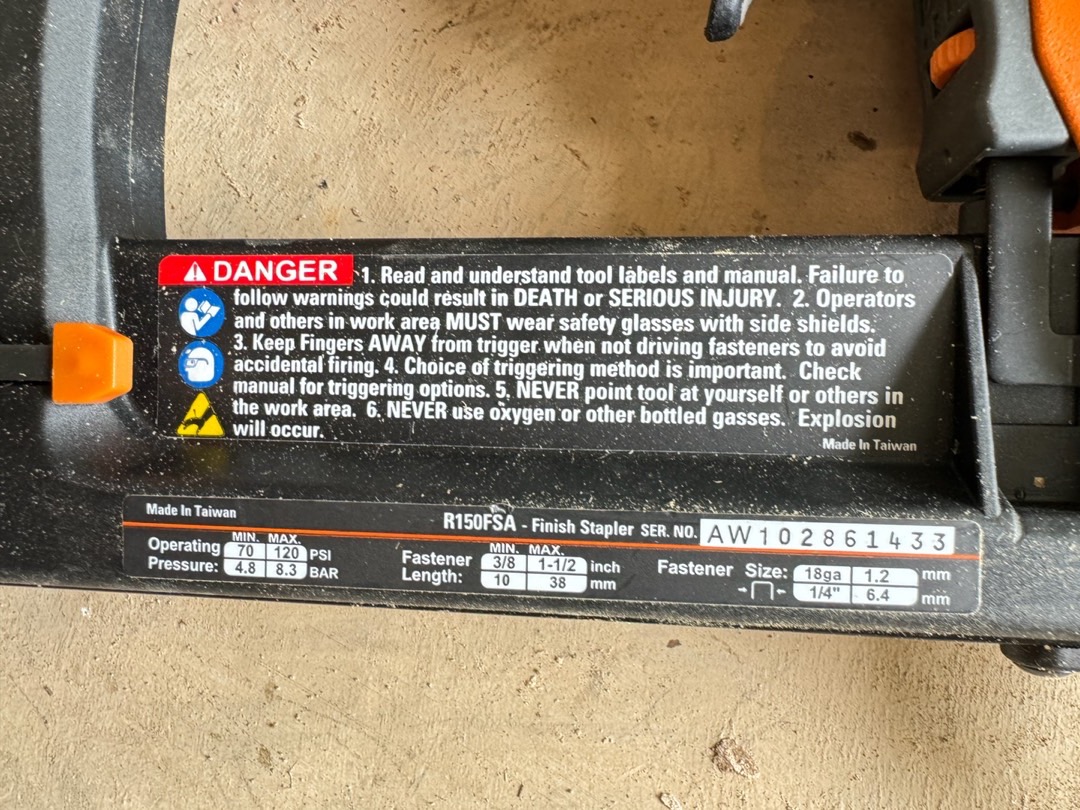 DANGER 1. Read and understand tool labels and manual. Failure to
follow warnings could result in DEATH or SERIOUS INJURY. 2. Operators
and others in work area MUST wear safety glasses with side shields.
3. Keep Fingers AWAY from trigger when not driving fasteners to avoid
accidental firing. 4. Choice of triggering method is important. Check
manual for triggering options. 5. NEVER point tool at yourself or others in
the work area. 6. NEVER use oxygen or other bottled gasses. Explosion
will occur.
Made In Taiwan
Made In Taiwan
R150FSA - Finish Stapler SER. NO. AW102861433
Operating Pressure:
MIN. MAX.
70 120 PSI
4.8 8.3 BAR
Fastener Length:
MIN. MAX.
3/8 1-1/2 inch
10 38 mm
Fastener Size:
18ga 1.2 mm
1/4" 6.4 mm